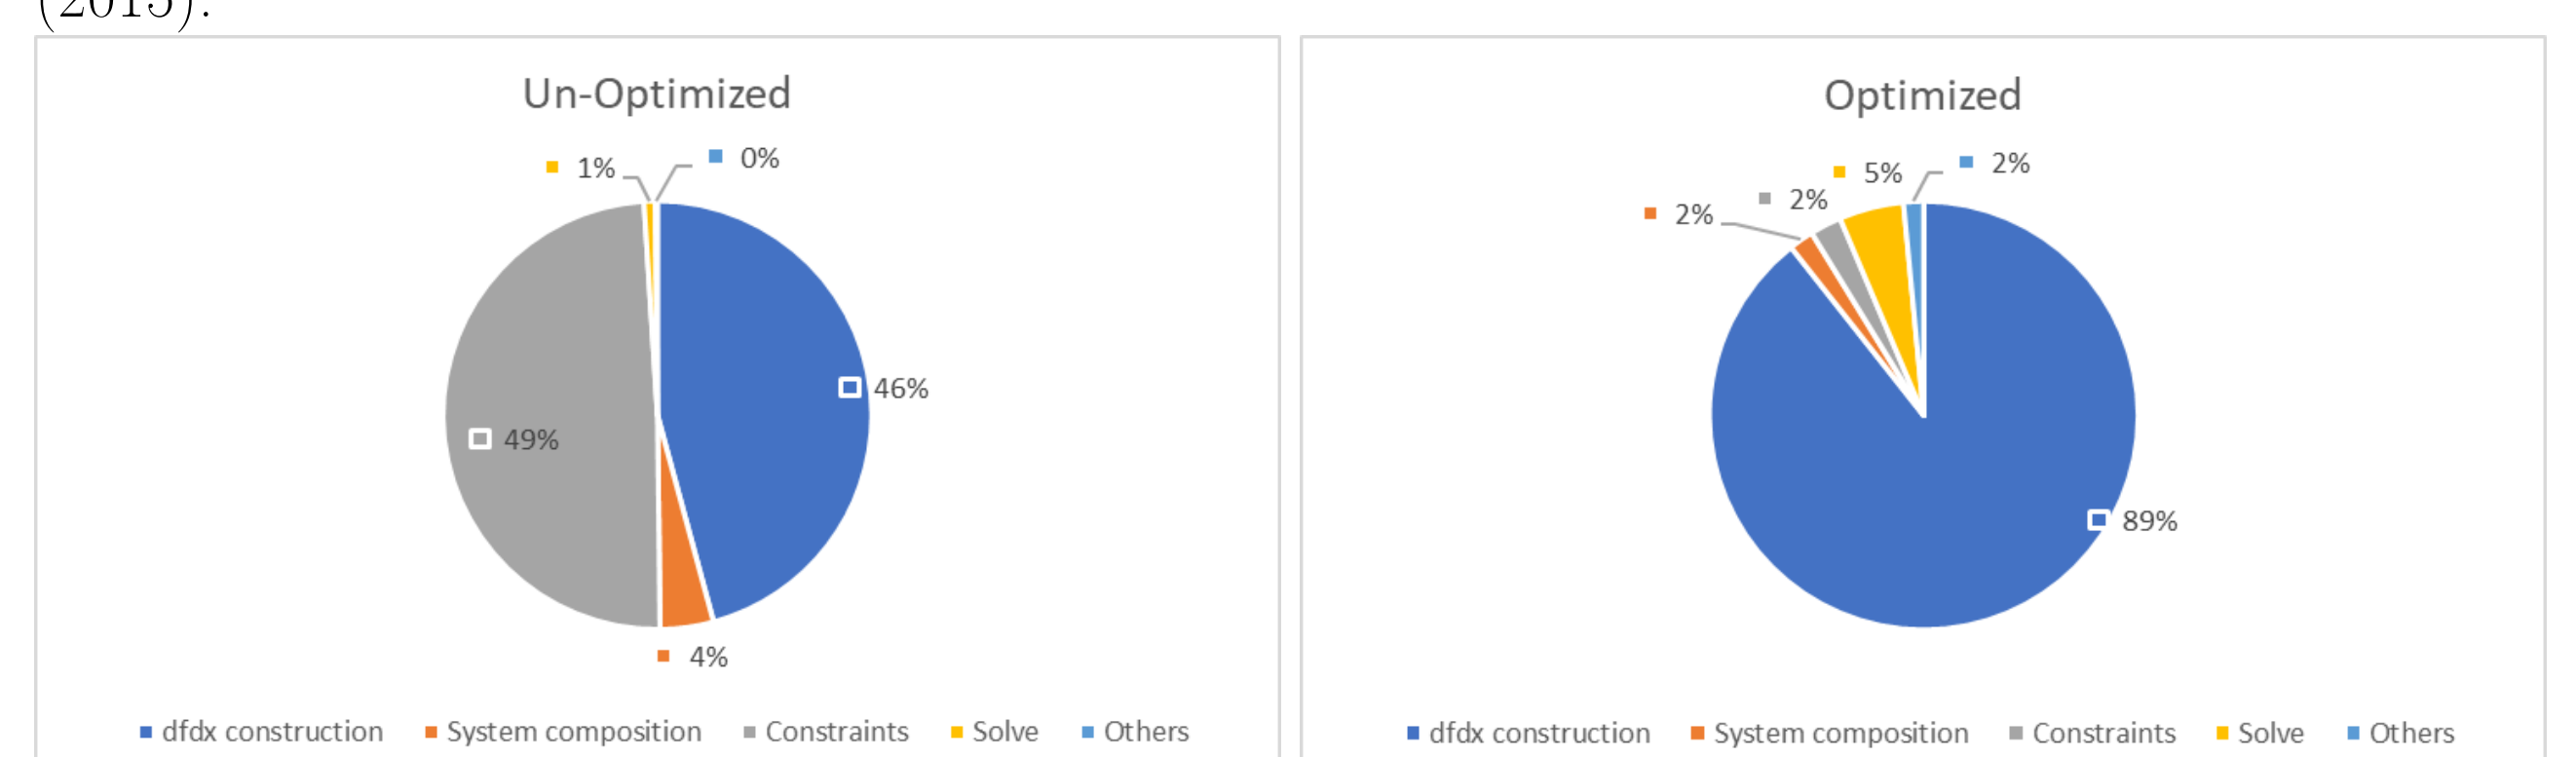 (2015).
Un-Optimized
1%
0%
46%
49%
4%
dfdx construction System composition Constraints Solve Others
Optimized
2%
2%
5%
2%
89%
dfdx construction System composition Constraints Solve Others